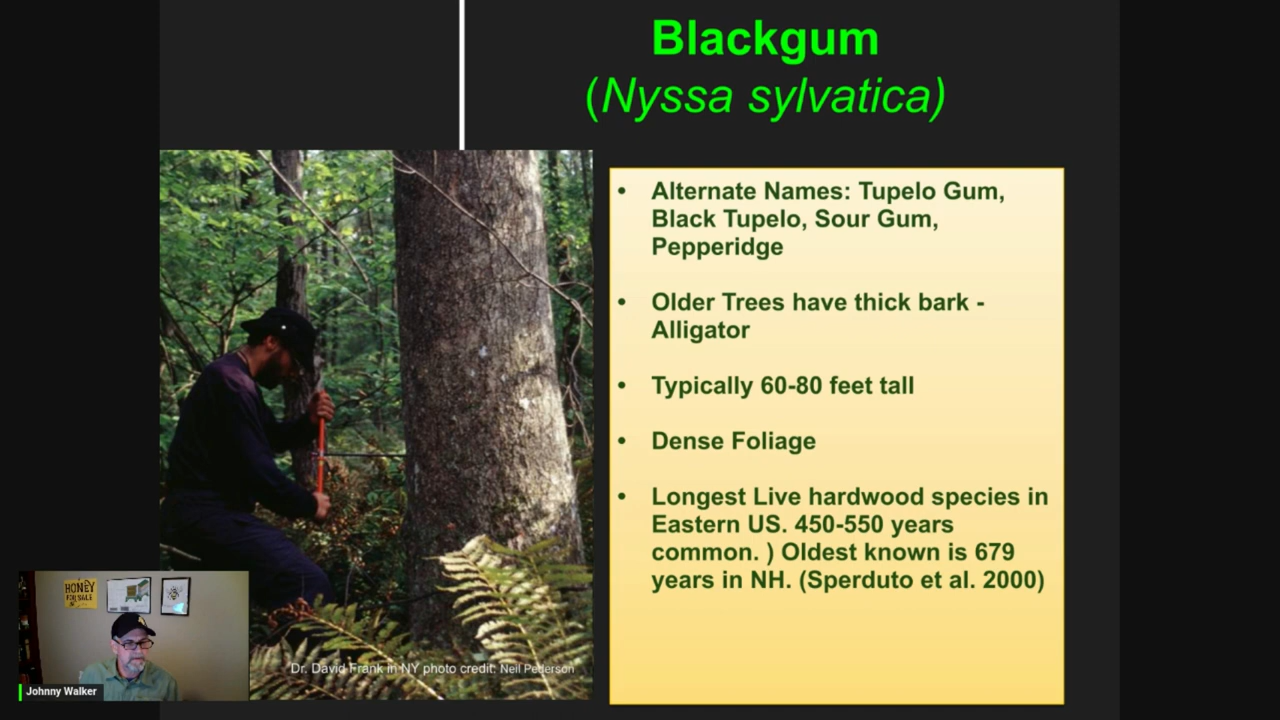 Blackgum
(Nyssa sylvatica)
• Alternate Names: Tupelo Gum,
Black Tupelo, Sour Gum,
Pepperidge
• Older Trees have thick bark -
Alligator
• Typically 60-80 feet tall
• Dense Foliage
• Longest Live hardwood species in
Eastern US. 450-550 years
common. ) Oldest known is 679
years in NH. (Sperduto et al. 2000)
Dr. David Frank in NY photo credit: Neil Pederson
HONEY
FOR SALE
Johnny Walker